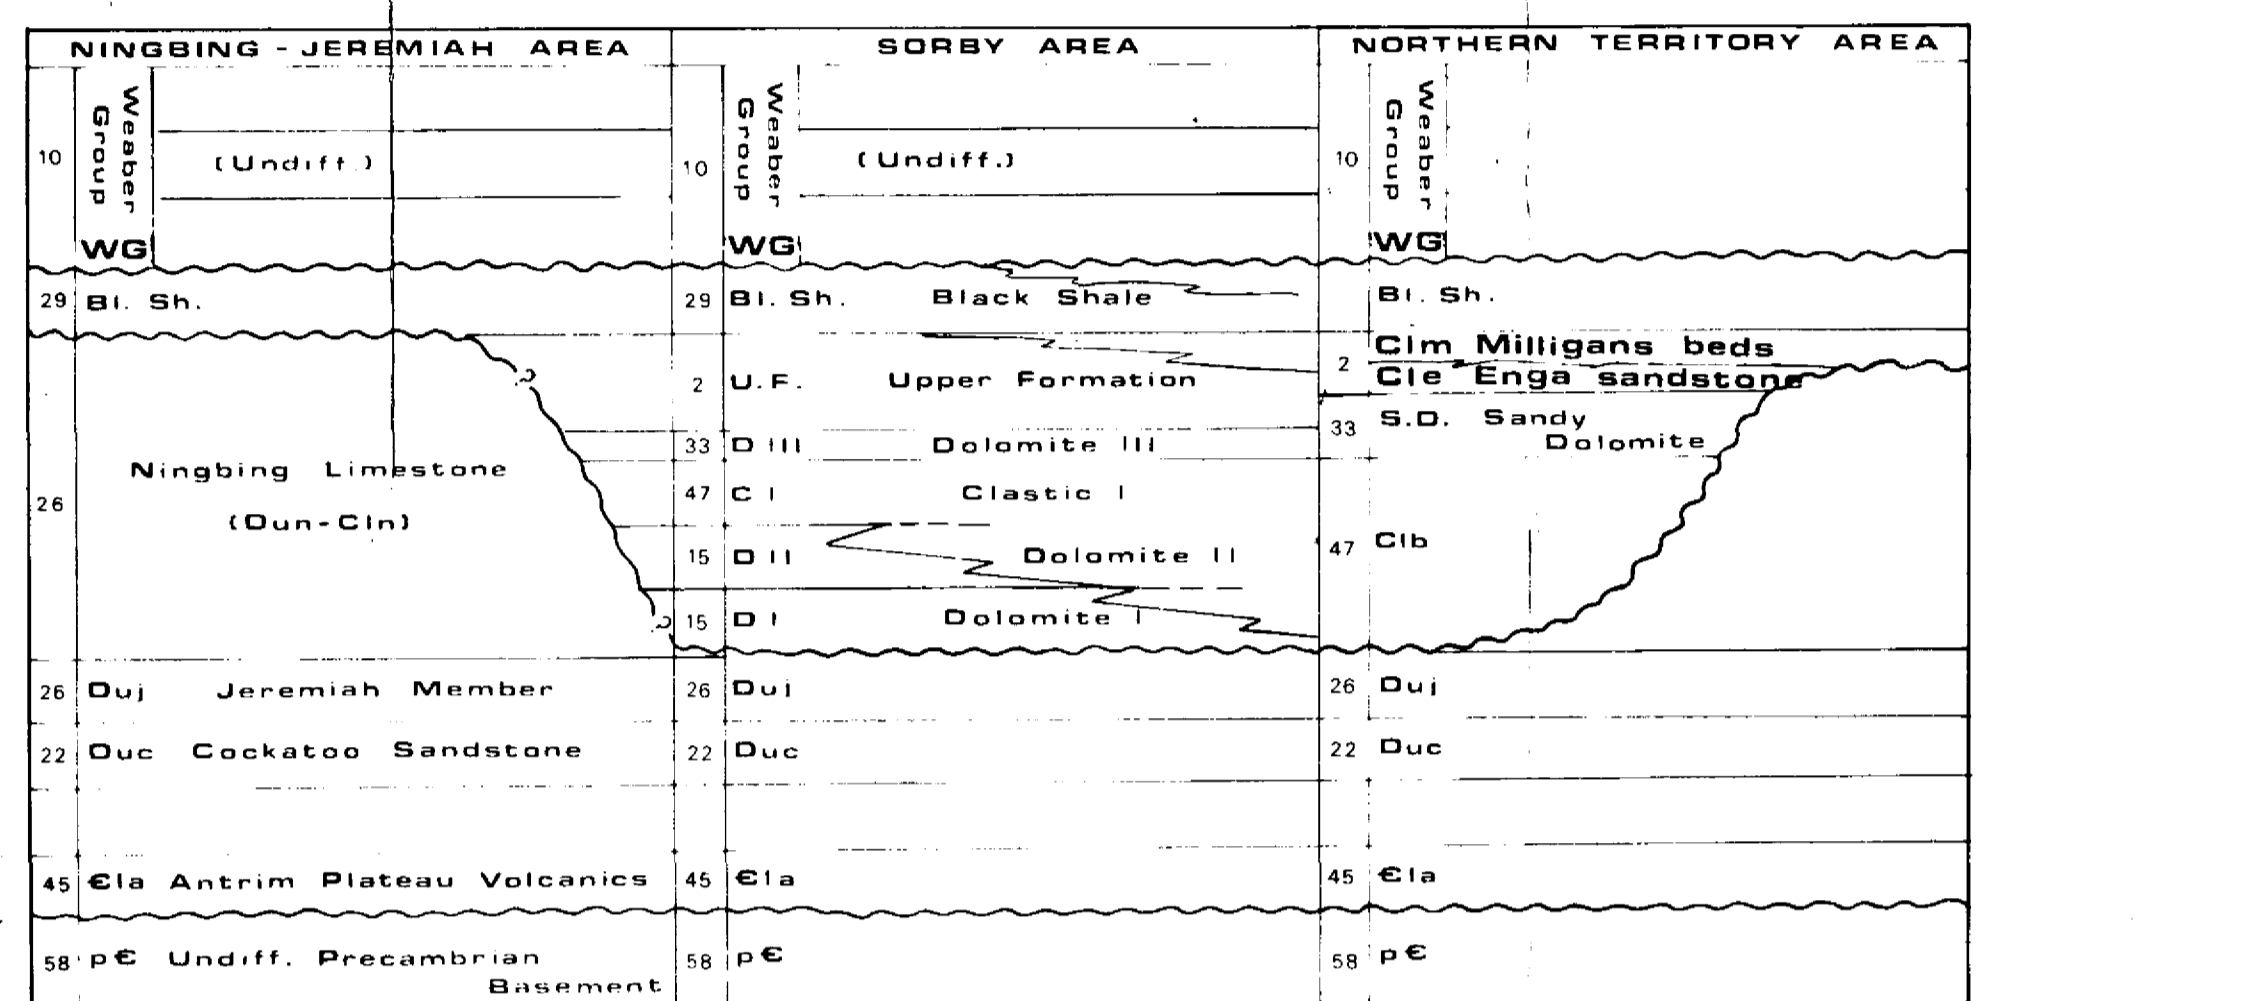 NINGBING - JEREMIAH AREA
10
Weaber Group
(Undiff.)
WG
29 Bl. Sh.
26
Ningbing Limestone
(Dun-Cln)
?
?
26 Duj Jeremiah Member
22 Duc Cockatoo Sandstone
45 Є1a Antrim Plateau Volcanics
58 pЄ Undiff. Precambrian
Basement
SORBY AREA
10
Weaber Group
(Undiff.)
WG
29 Bl. Sh. Black Shale
2 U.F. Upper Formation
33 D III Dolomite III
47 C I Clastic I
15 D II Dolomite II
15 D I Dolomite I
26 Duj
22 Duc
45 Є1a
58 pЄ
NORTHERN TERRITORY AREA
10
Weaber Group
WG
Bl. Sh.
2
Clm Milligans beds
Cle Enga sandstone
33 S.D. Sandy
Dolomite
47 Clb
26 Duj
22 Duc
45 Є1a
58 pЄ